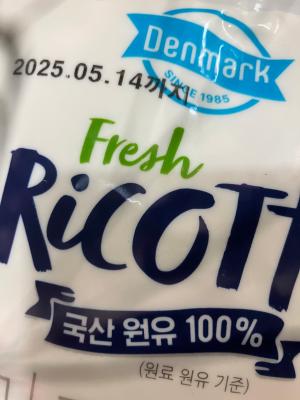 Denmark
SINCE 1985
2025.05.14까지
Fresh
RiCOTT
국산 원유 100%
(원료 원유 기준)